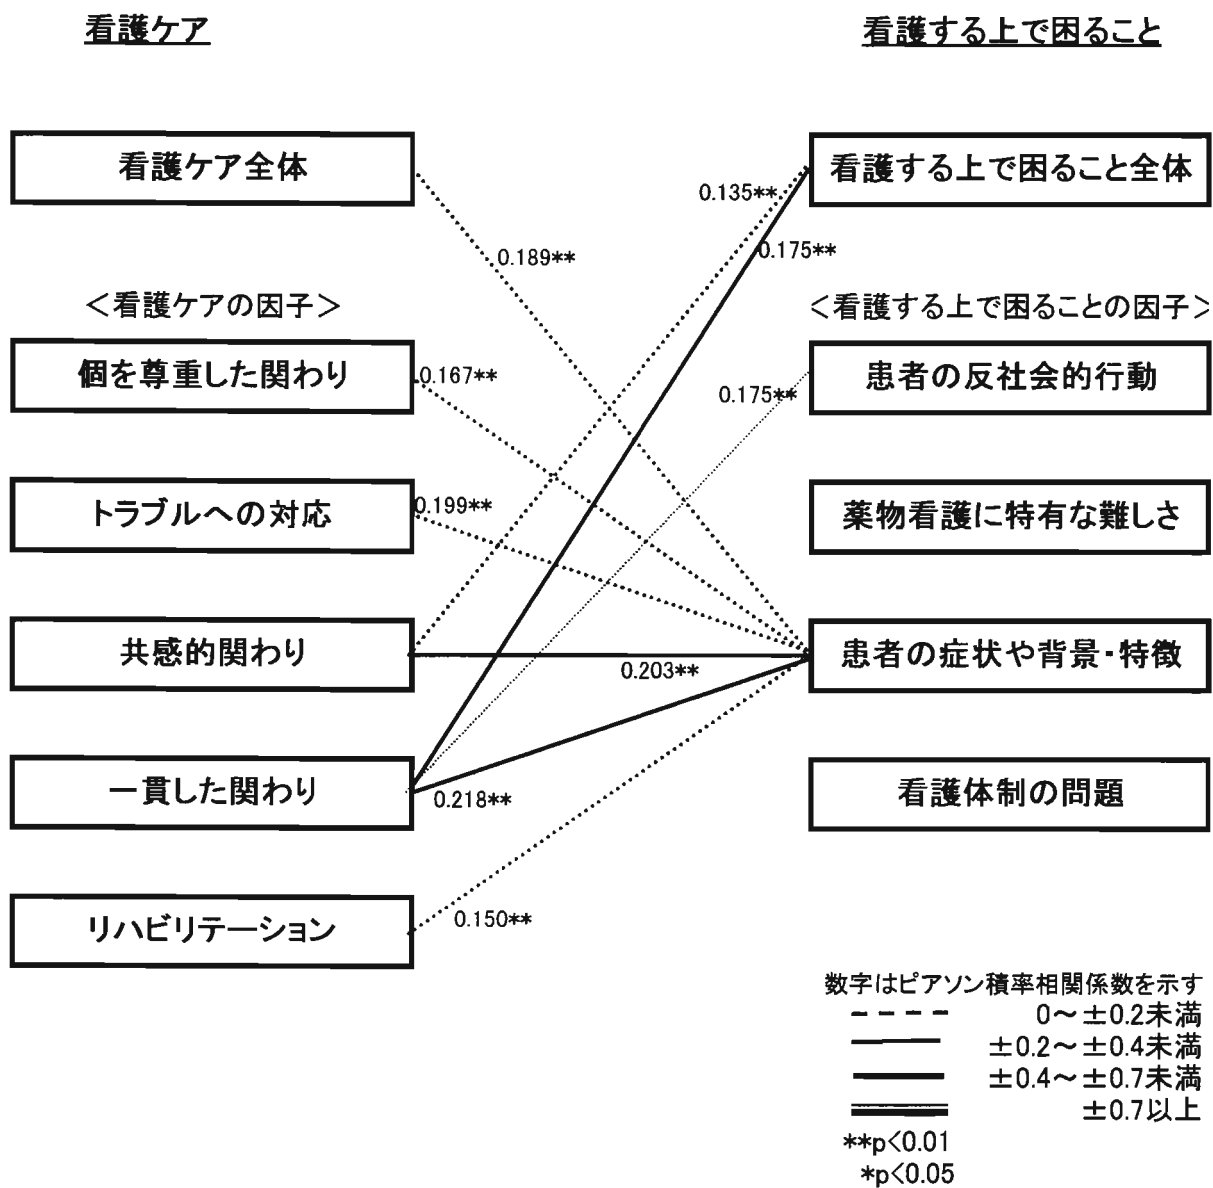 看護ケア
看護する上で困ること
看護ケア全体
看護する上で困ること全体
0.135**
0.175**
0.189**
＜看護ケアの因子＞
＜看護する上で困ることの因子＞
個を尊重した関わり
患者の反社会的行動
0.167**
0.175**
トラブルへの対応
薬物看護に特有な難しさ
0.199**
共感的関わり
患者の症状や背景・特徴
0.203**
一貫した関わり
看護体制の問題
0.218**
リハビリテーション
0.150**
数字はピアソン積率相関係数を示す
0～±0.2未満
±0.2～±0.4未満
±0.4～±0.7未満
±0.7以上
**p<0.01
*p<0.05